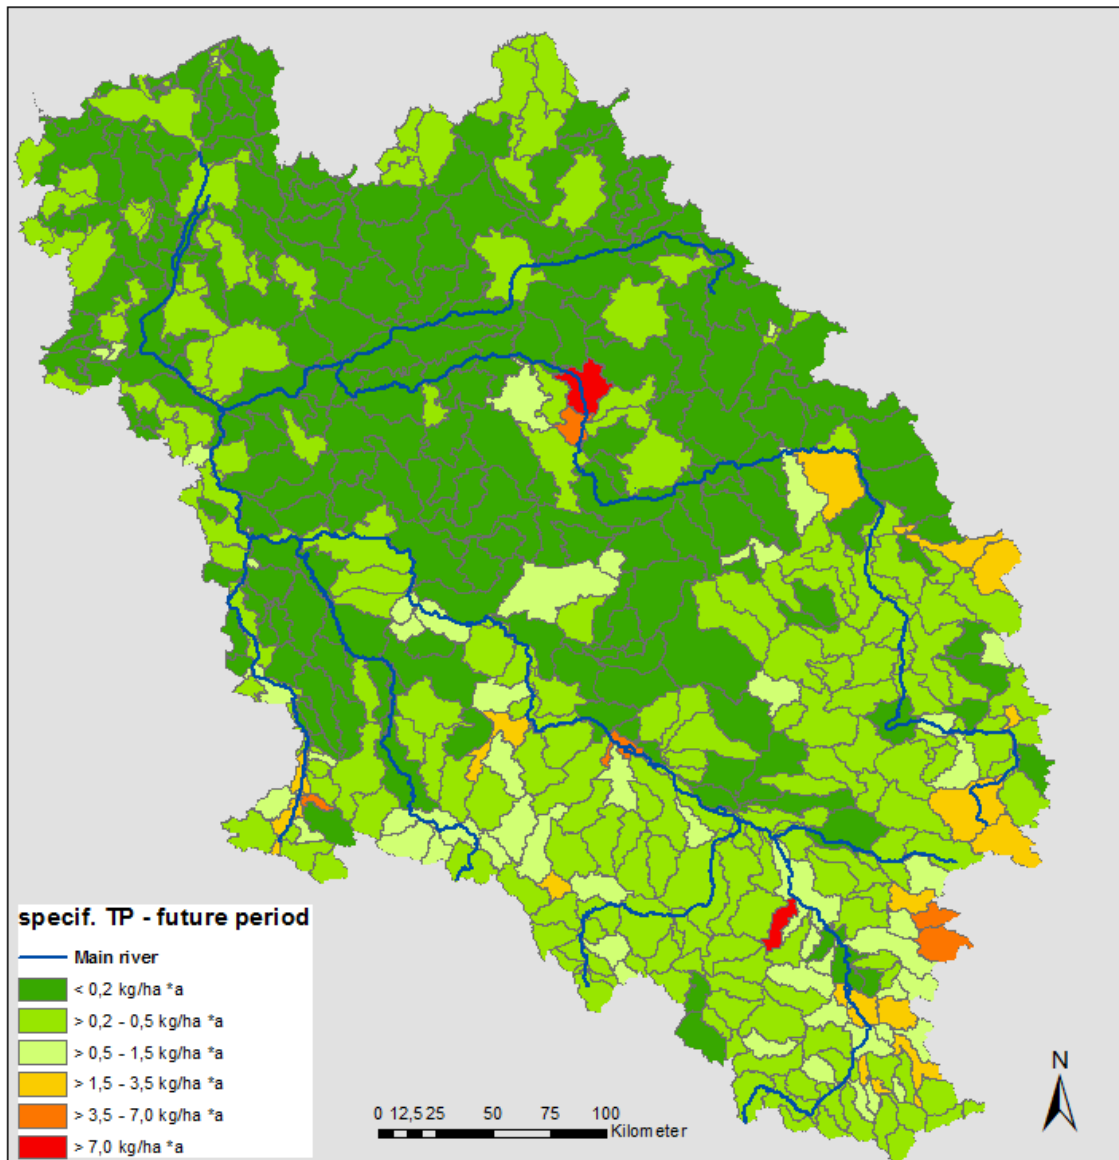 specif. TP - future period
Main river
< 0,2 kg/ha *a
> 0,2 - 0,5 kg/ha *a
> 0,5 - 1,5 kg/ha *a
> 1,5 - 3,5 kg/ha *a
> 3,5 - 7,0 kg/ha *a
> 7,0 kg/ha *a
0 12,5 25 50 75 100
Kilometer
N